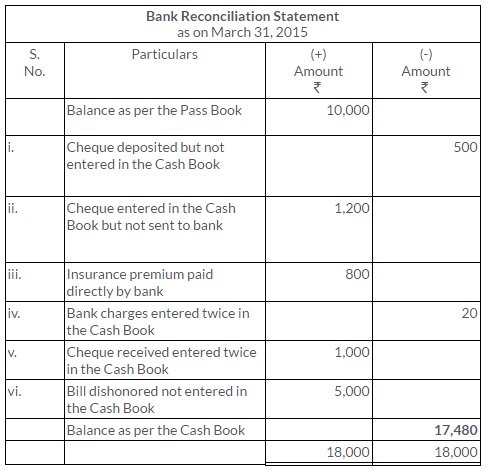 Bank Reconciliation Statement
as on March 31, 2015
S. No. Particulars (+) Amount ₹ (-) Amount ₹
Balance as per the Pass Book 10,000
i. Cheque deposited but not 500
entered in the Cash Book
ii. Cheque entered in the Cash 1,200
Book but not sent to bank
iii. Insurance premium paid 800
directly by bank
iv. Bank charges entered twice in 20
the Cash Book
v. Cheque received entered twice 1,000
in the Cash Book
vi. Bill dishonored not entered in 5,000
the Cash Book
Balance as per the Cash Book 17,480
18,000 18,000